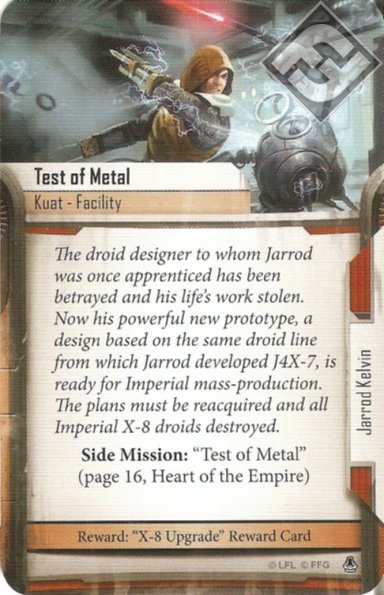 Test of Metal
Kuat - Facility
The droid designer to whom Jarrod
was once apprenticed has been
betrayed and his life's work stolen.
Now his powerful new prototype, a
design based on the same droid line
from which Jarrod developed J4X-7, is
ready for Imperial mass-production.
The plans must be reacquired and all
Imperial X-8 droids destroyed.
Side Mission: “Test of Metal”
(page 16, Heart of the Empire)
Jarrod Kelvin
Reward: “X-8 Upgrade” Reward Card
© LFL © FFG